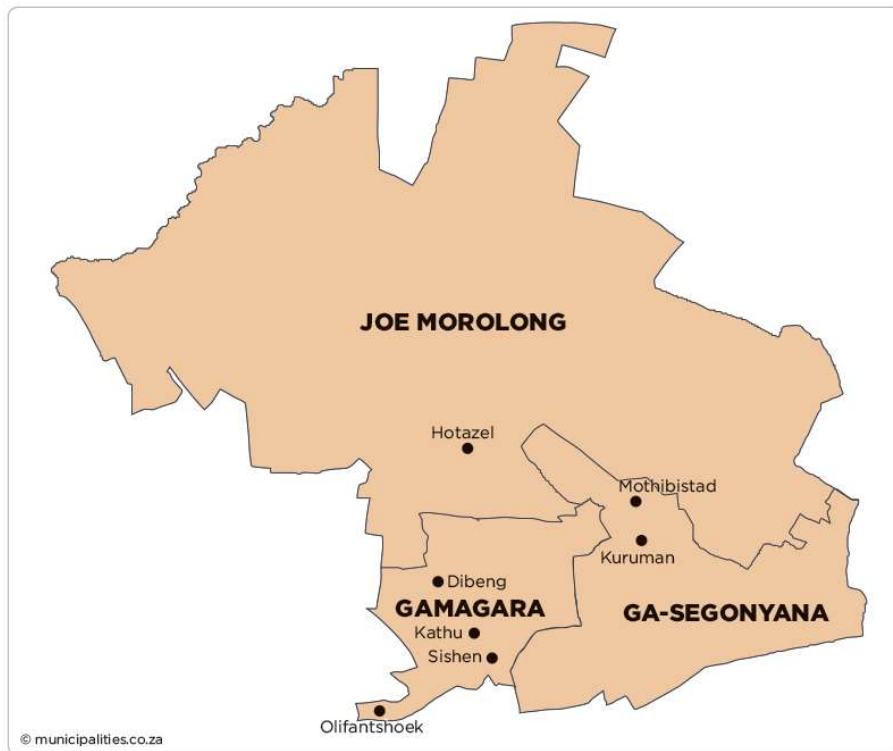 JOE MOROLONG
Hotazel
Mothibistad
Kuruman
Dibeng
GAMAGARA
GA-SEGONYANA
Kathu
Sishen
Olifantshoek
© municipalities.co.za